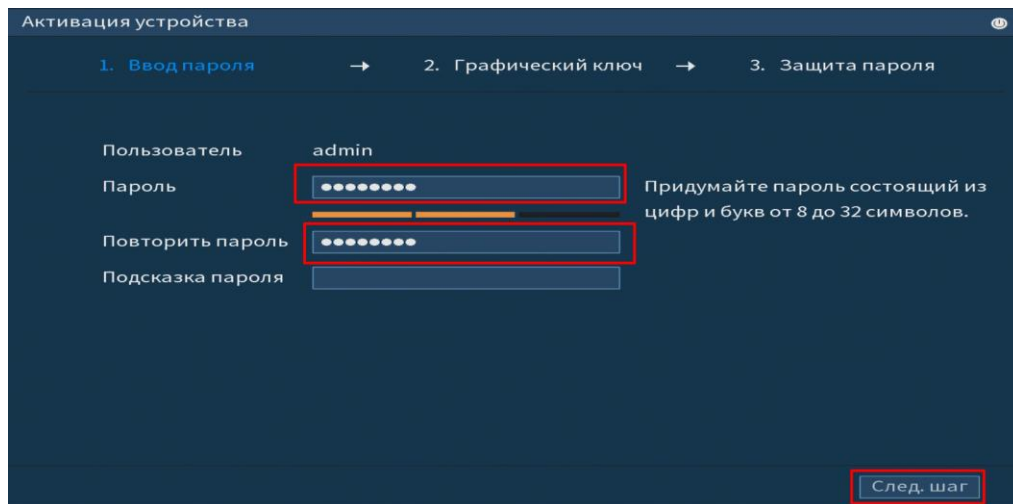 Активация устройства
1. Ввод пароля → 2. Графический ключ → 3. Защита пароля
Пользователь admin
Пароль ●●●●●●●● Придумайте пароль состоящий из
цифр и букв от 8 до 32 символов.
Повторить пароль ●●●●●●●●
Подсказка пароля
След. шаг